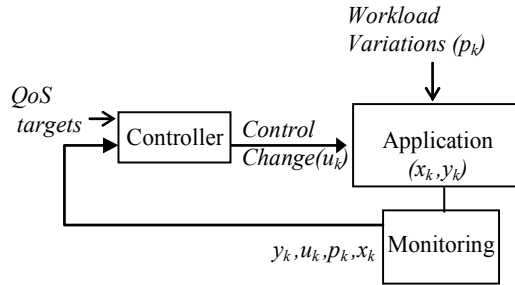 Workload
Variations (pₖ)
QoS
targets
Controller
Control
Change(uₖ)
Application
(xₖ,yₖ)
Monitoring
yₖ,uₖ,pₖ,xₖ